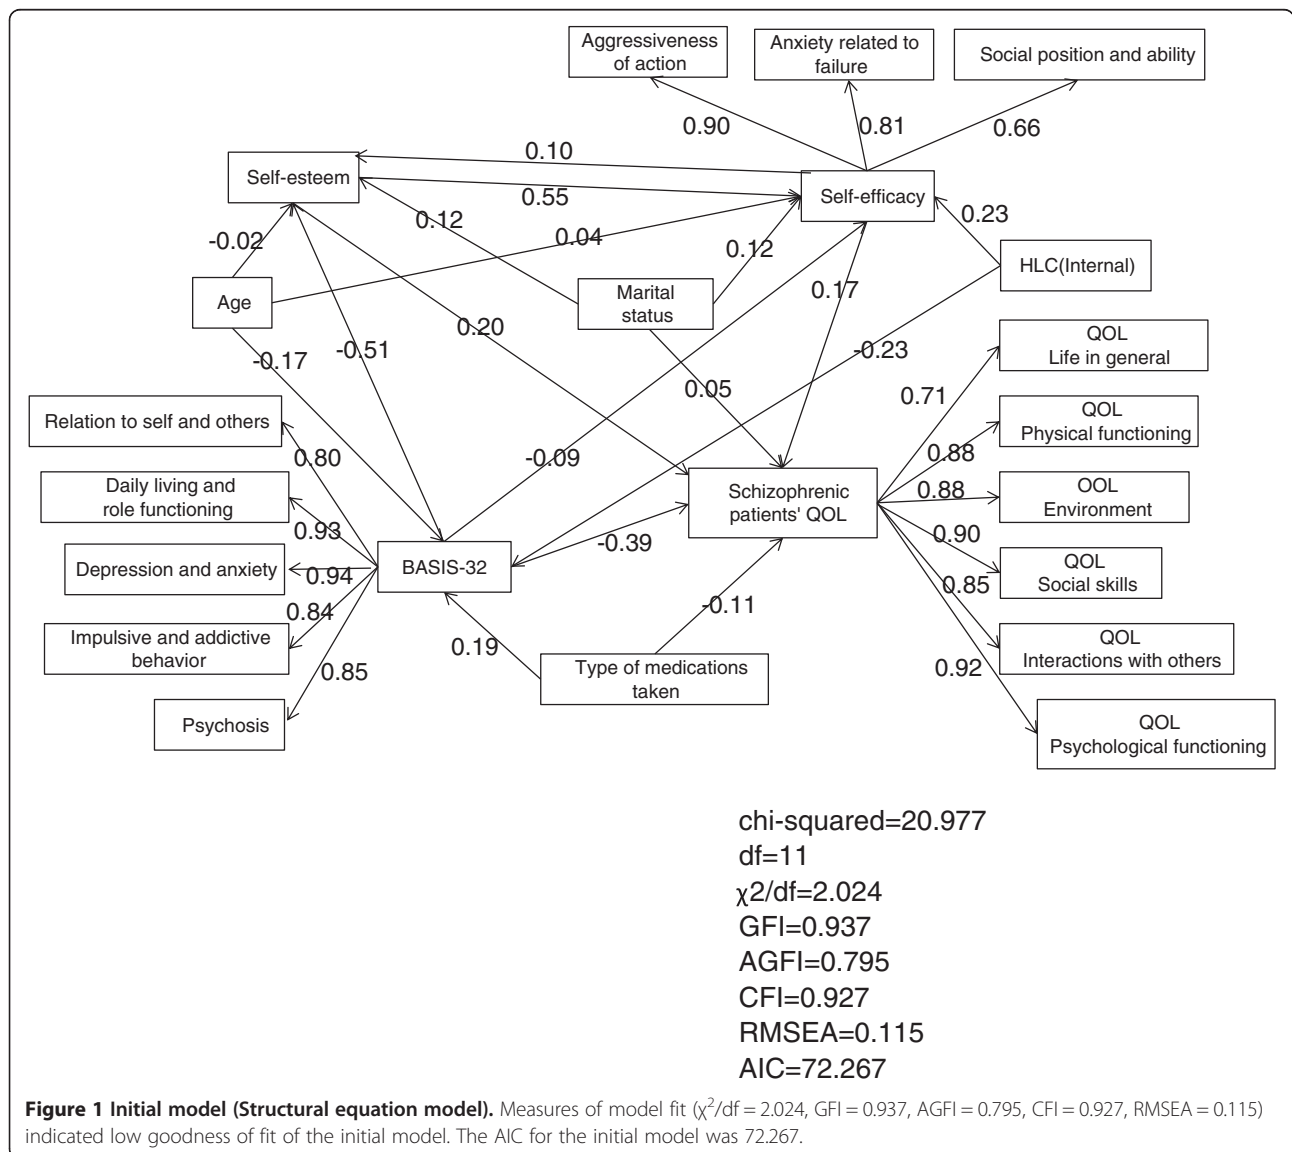 Aggressiveness
of action
Anxiety related to
failure
Social position and ability
0.90
0.81
0.66
0.10
Self-esteem
0.55
Self-efficacy
0.12
0.23
-0.02
0.04
0.12
HLC(Internal)
Age
Marital
status
0.17
0.20
-0.51
-0.17
-0.23
QOL
Life in general
0.05
0.71
Relation to self and others
QOL
Physical functioning
0.80
-0.09
0.88
Daily living and
role functioning
Schizophrenic
patients' QOL
0.88
OOL
Environment
0.93
-0.39
0.90
Depression and anxiety
0.94
BASIS-32
QOL
Social skills
0.84
-0.11
0.85
Impulsive and addictive
behavior
0.19
QOL
Interactions with others
0.85
Type of medications
taken
0.92
Psychosis
QOL
Psychological functioning
chi-squared=20.977
df=11
χ2/df=2.024
GFI=0.937
AGFI=0.795
CFI=0.927
RMSEA=0.115
AIC=72.267
Figure 1 Initial model (Structural equation model). Measures of model fit (χ²/df = 2.024, GFI = 0.937, AGFI = 0.795, CFI = 0.927, RMSEA = 0.115)
indicated low goodness of fit of the initial model. The AIC for the initial model was 72.267.